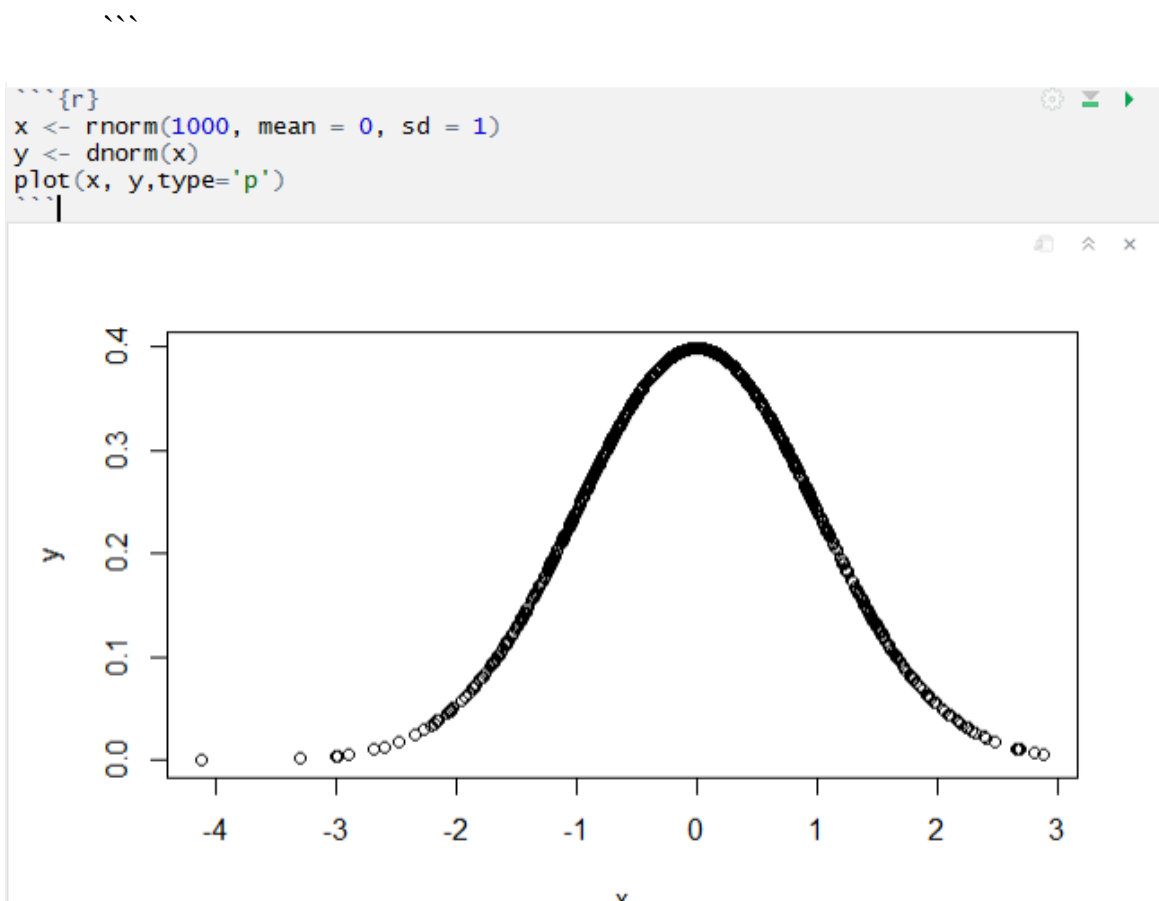 ```
```{r}
x <- rnorm(1000, mean = 0, sd = 1)
y <- dnorm(x)
plot(x, y,type='p')
```
0.4
0.3
0.2
0.1
0.0
y
-4 -3 -2 -1 0 1 2 3
x